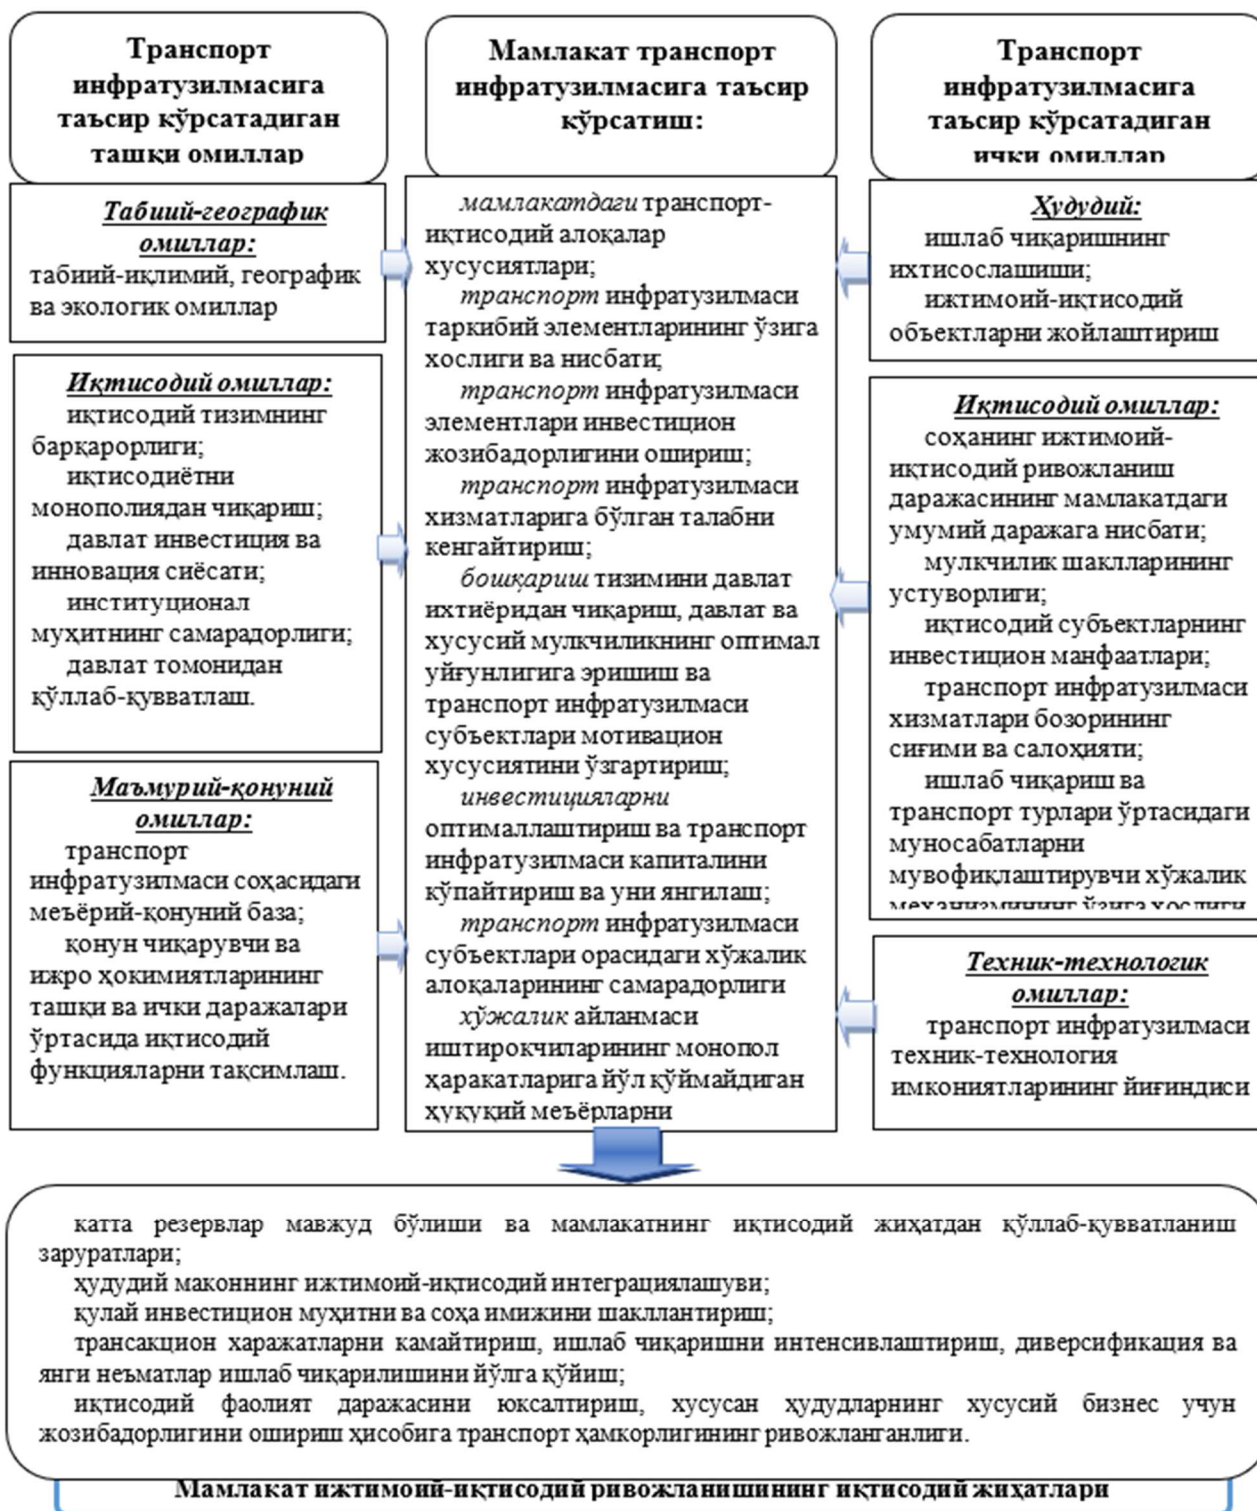 Транспорт
инфратузилмасига
таъсир кўрсатадиган
ташқи омиллар
Табиий-географик
омиллар:
табиий-иқлимий, географик
ва экологик омиллар
Иқтисодий омиллар:
иқтисодий тизимнинг
барқарорлиги;
иқтисодиётни
монополиядан чиқариш;
давлат инвестиция ва
инновация сиёсати;
институционал
муҳитнинг самарадорлиги;
давлат томонидан
қўллаб-қувватлаш.
Маъмурий-қонуний
омиллар:
транспорт
инфратузилмаси соҳасидаги
меъёрий-қонуний база;
қонун чиқарувчи ва
ижро ҳокимиятларининг
ташқи ва ички даражалари
ўртасида иқтисодий
функцияларни тақсимлаш.
Мамлакат транспорт
инфратузилмасига таъсир
кўрсатиш:
мамлакатдаги транспорт-
иқтисодий алоқалар
хусусиятлари;
транспорт инфратузилмаси
таркибий элементларининг ўзига
хослиги ва нисбати;
транспорт инфратузилмаси
элементлари инвестицион
жозибадорлигини ошириш;
транспорт инфратузилмаси
хизматларига бўлган талабни
кенгайтириш;
бошқариш тизимини давлат
ихтиёридан чиқариш, давлат ва
хусусий мулкчиликнинг оптимал
уйғунлигига эришиш ва
транспорт инфратузилмаси
субъектлари мотивацион
хусусиятини ўзгартириш;
инвестицияларни
оптималлаштириш ва транспорт
инфратузилмаси капиталини
кўпайтириш ва уни янгилаш;
транспорт инфратузилмаси
субъектлари орасидаги хўжалик
алоқаларининг самарадорлиги
хўжалик айланмаси
иштирокчиларининг монопол
ҳаракатларига йўл қўймайдиган
ҳуқуқий меъёрларни
Транспорт
инфратузилмасига
таъсир кўрсатадиган
ички омиллар
Ҳудудий:
ишлаб чиқаришнинг
ихтисослашиши;
ижтимоий-иқтисодий
объектларни жойлаштириш
Иқтисодий омиллар:
соҳанинг ижтимоий-
иқтисодий ривожланиш
даражасининг мамлакатдаги
умумий даражага нисбати;
мулкчилик шаклларининг
устуворлиги;
иқтисодий субъектларнинг
инвестицион манфаатлари;
транспорт инфратузилмаси
хизматлари бозорининг
сиғими ва салоҳияти;
ишлаб чиқариш ва
транспорт турлари ўртасидаги
муносабатларни
мувофиқлаштирувчи хўжалик
механизмининг ўзига хослиги
Техник-технологик
омиллар:
транспорт инфратузилмаси
техник-технология
имкониятларининг йиғиндиси
катта резервлар мавжуд бўлиши ва мамлакатнинг иқтисодий жиҳатдан қўллаб-қувватланиш
заруратлари;
ҳудудий маконнинг ижтимоий-иқтисодий интеграциялашуви;
қулай инвестицион муҳитни ва соҳа имижини шакллантириш;
трансакцион харажатларни камайтириш, ишлаб чиқаришни интенсивлаштириш, диверсификация ва
янги неъматлар ишлаб чиқарилишини йўлга қўйиш;
иқтисодий фаолият даражасини юксалтириш, хусусан ҳудудларнинг хусусий бизнес учун
жозибадорлигини ошириш ҳисобига транспорт ҳамкорлигининг ривожланганлиги.
Мамлакат ижтимоий-иқтисодий ривожланишининг иқтисодий жиҳатлари